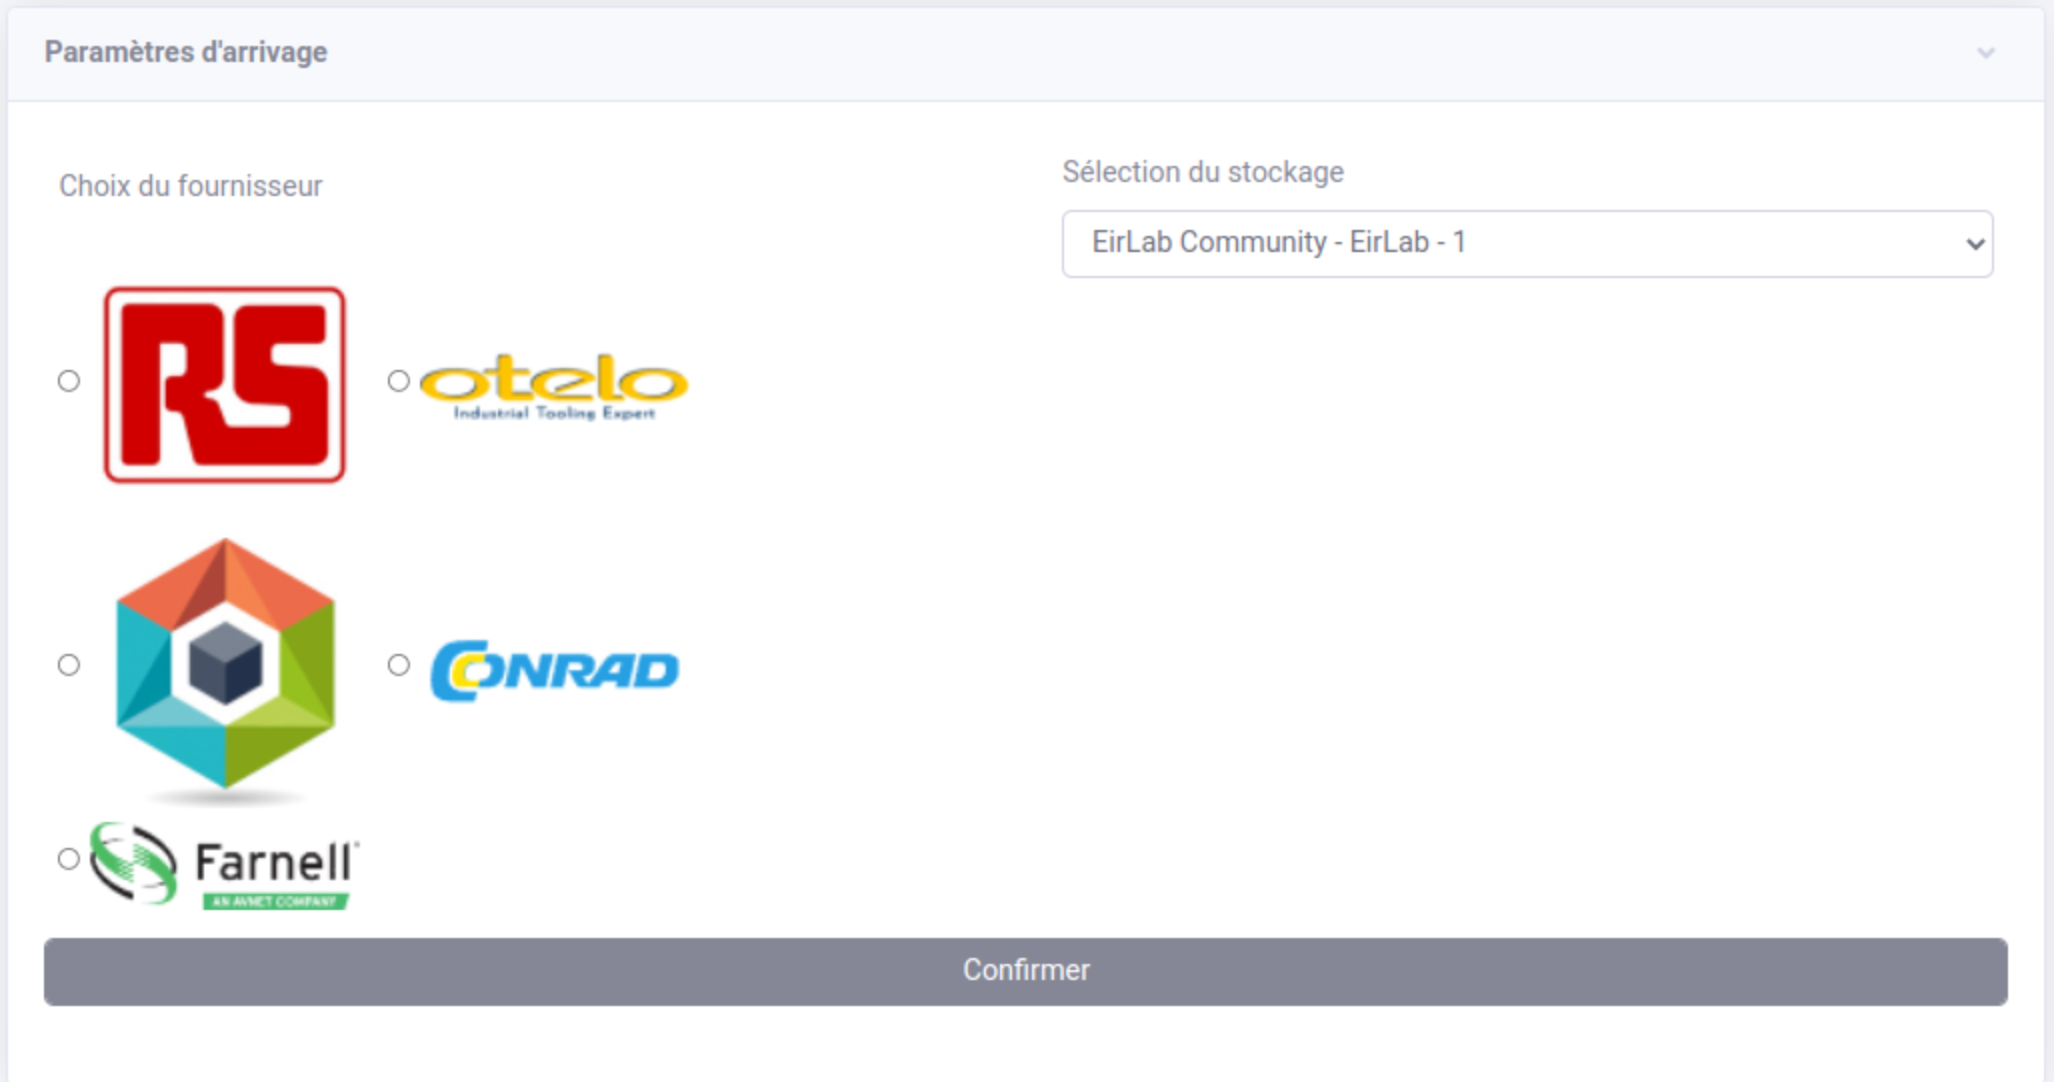 Paramètres d'arrivage
Choix du fournisseur
Sélection du stockage
EirLab Community - EirLab - 1
RS
otelo
Industrial Tooling Expert
CONRAD
Farnell
AN AVNET COMPANY
Confirmer